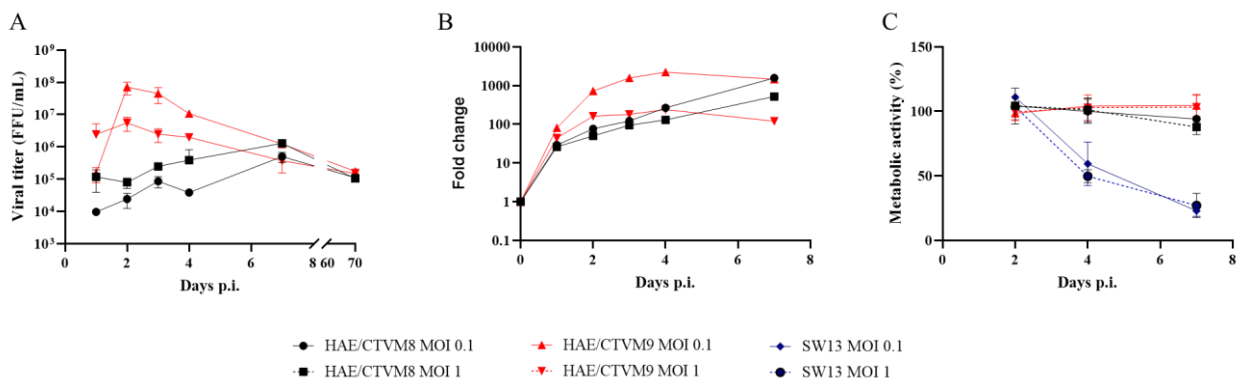 A
B
C
Viral titer (FFU/mL)
10⁹
10⁸
10⁷
10⁶
10⁵
10⁴
10³
0 2 4 6 8 60 70
Days p.i.
Fold change
10000
1000
100
10
1
0.1
0 2 4 6 8
Days p.i.
Metabolic activity (%)
150
100
50
0
0 2 4 6 8
Days p.i.
HAE/CTVM8 MOI 0.1
HAE/CTVM9 MOI 0.1
SW13 MOI 0.1
HAE/CTVM8 MOI 1
HAE/CTVM9 MOI 1
SW13 MOI 1